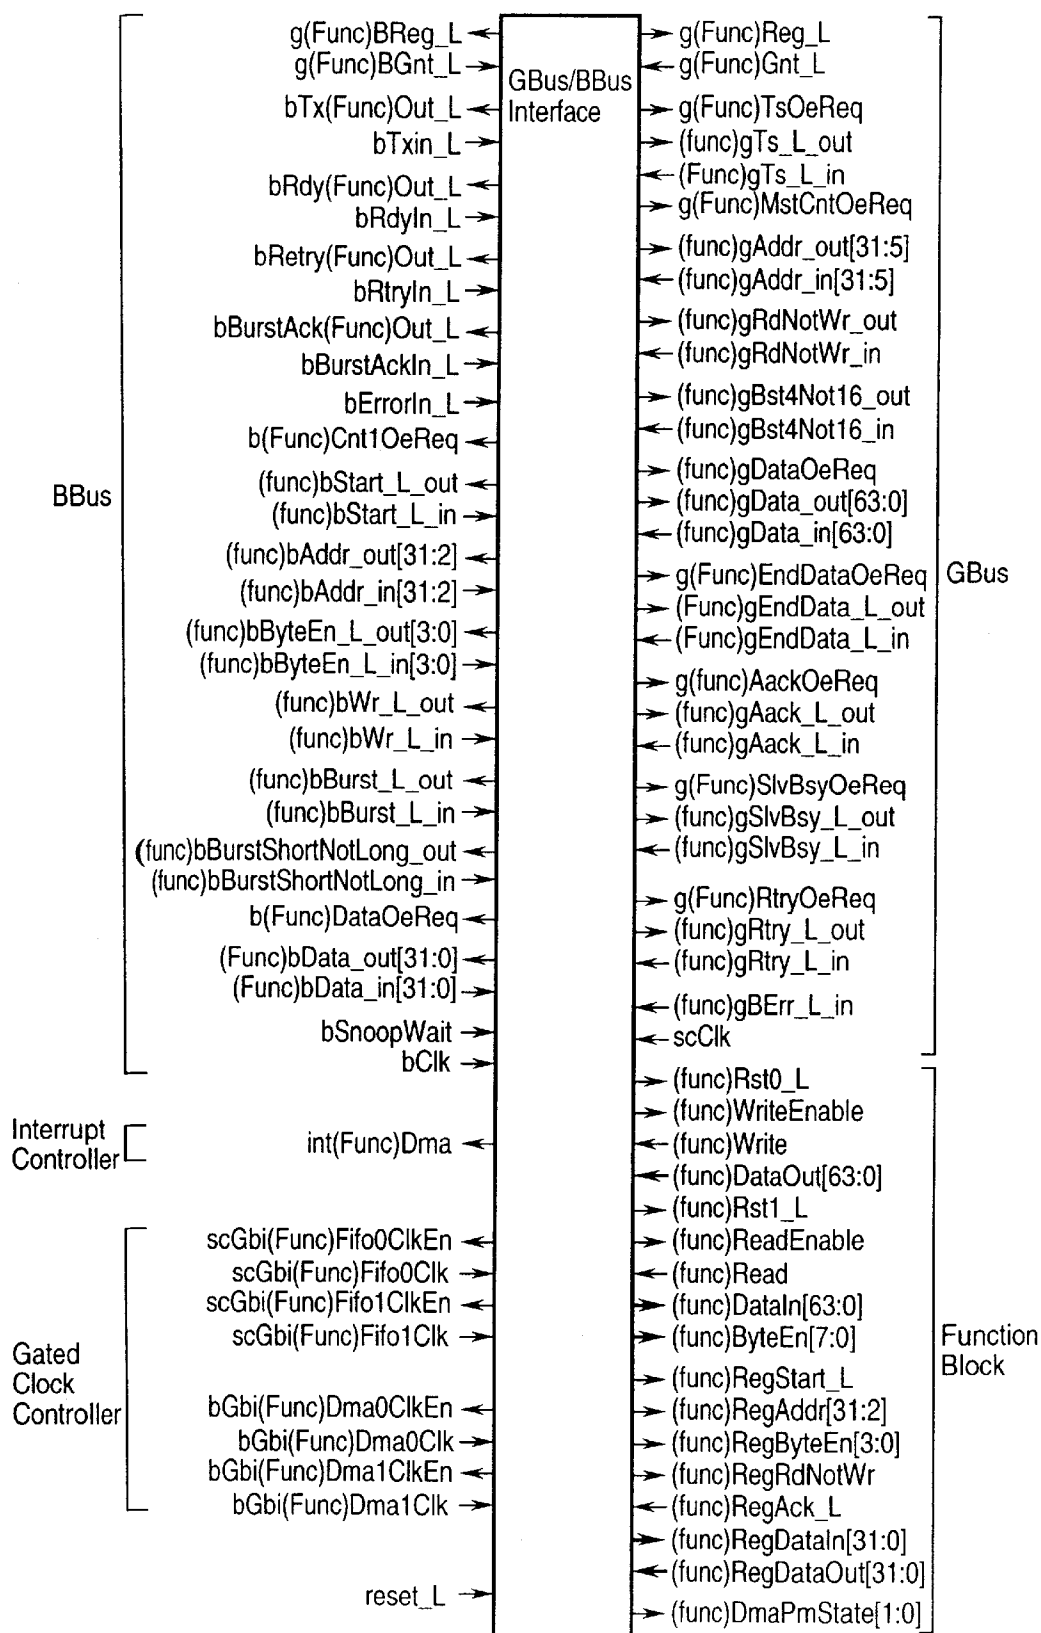 g(Func)BReg_L
g(Func)BGnt_L
bTx(Func)Out_L
bTxin_L
bRdy(Func)Out_L
bRdyIn_L
bRetry(Func)Out_L
bRtryIn_L
bBurstAck(Func)Out_L
bBurstAckIn_L
bErrorIn_L
b(Func)Cnt1OeReq
(func)bStart_L_out
(func)bStart_L_in
(func)bAddr_out[31:2]
(func)bAddr_in[31:2]
(func)bByteEn_L_out[3:0]
(func)bByteEn_L_in[3:0]
(func)bWr_L_out
(func)bWr_L_in
(func)bBurst_L_out
(func)bBurst_L_in
(func)bBurstShortNotLong_out
(func)bBurstShortNotLong_in
b(Func)DataOeReq
(Func)bData_out[31:0]
(Func)bData_in[31:0]
bSnoopWait
bClk
BBus
Interrupt
Controller
int(Func)Dma
scGbi(Func)Fifo0ClkEn
scGbi(Func)Fifo0Clk
scGbi(Func)Fifo1ClkEn
scGbi(Func)Fifo1Clk
bGbi(Func)Dma0ClkEn
bGbi(Func)Dma0Clk
bGbi(Func)Dma1ClkEn
bGbi(Func)Dma1Clk
Gated
Clock
Controller
reset_L
GBus/BBus
Interface
g(Func)Reg_L
g(Func)Gnt_L
g(Func)TsOeReq
(func)gTs_L_out
(Func)gTs_L_in
g(Func)MstCntOeReq
(func)gAddr_out[31:5]
(func)gAddr_in[31:5]
(func)gRdNotWr_out
(func)gRdNotWr_in
(func)gBst4Not16_out
(func)gBst4Not16_in
(func)gDataOeReq
(func)gData_out[63:0]
(func)gData_in[63:0]
g(Func)EndDataOeReq
(Func)gEndData_L_out
(Func)gEndData_L_in
g(func)AackOeReq
(func)gAack_L_out
(func)gAack_L_in
g(Func)SlvBsyOeReq
(func)gSlvBsy_L_out
(func)gSlvBsy_L_in
g(Func)RtryOeReq
(func)gRtry_L_out
(func)gRtry_L_in
(func)gBErr_L_in
scClk
GBus
(func)Rst0_L
(func)WriteEnable
(func)Write
(func)DataOut[63:0]
(func)Rst1_L
(func)ReadEnable
(func)Read
(func)DataIn[63:0]
(func)ByteEn[7:0]
(func)RegStart_L
(func)RegAddr[31:2]
(func)RegByteEn[3:0]
(func)RegRdNotWr
(func)RegAck_L
(func)RegDataIn[31:0]
(func)RegDataOut[31:0]
(func)DmaPmState[1:0]
Function
Block